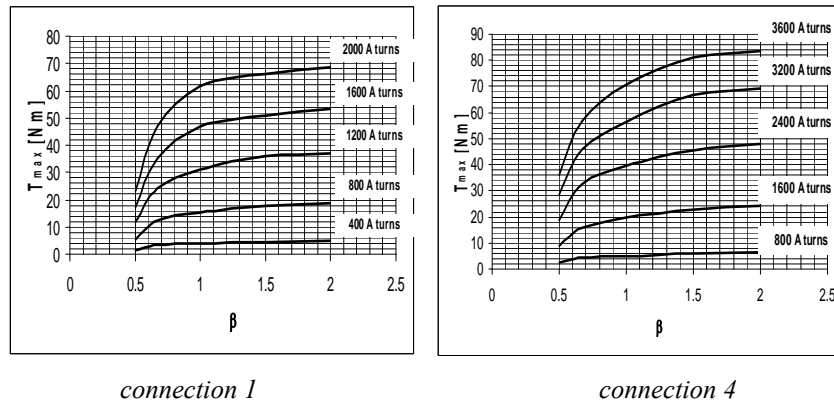 80
70
60
50
40
30
20
10
0
T max [N m]
2000 A turns
1600 A turns
1200 A turns
800 A turns
400 A turns
0 0.5 1 1.5 2 2.5
β
connection 1
90
80
70
60
50
40
30
20
10
0
T max [N m]
3600 A turns
3200 A turns
2400 A turns
1600 A turns
800 A turns
0 0.5 1 1.5 2 2.5
β
connection 4